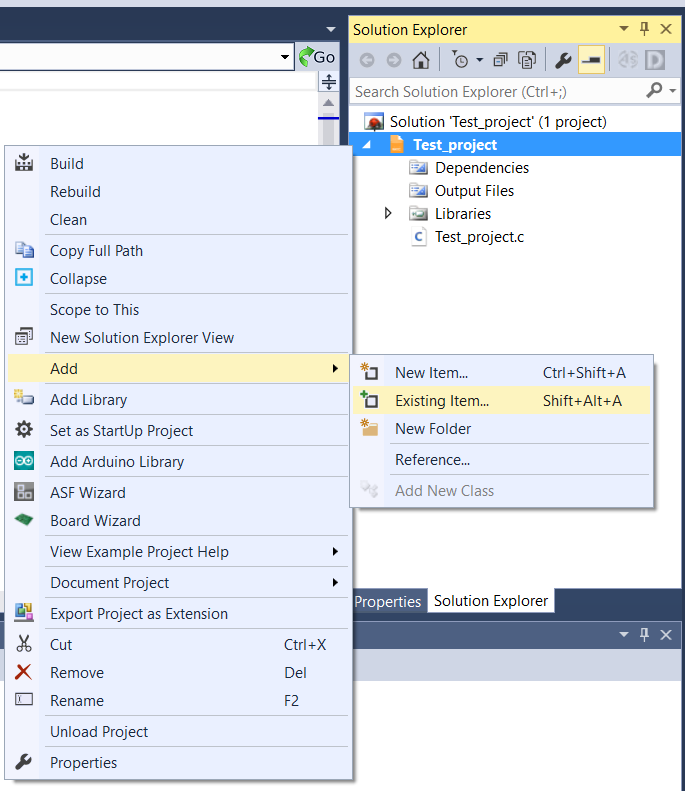 Solution Explorer
Go
Search Solution Explorer (Ctrl+;)
Solution 'Test_project' (1 project)
Test_project
Dependencies
Output Files
Libraries
Test_project.c
Build
Rebuild
Clean
Copy Full Path
Collapse
Scope to This
New Solution Explorer View
Add
Add Library
Set as StartUp Project
Add Arduino Library
ASF Wizard
Board Wizard
View Example Project Help
Document Project
Export Project as Extension
Cut Ctrl+X
Remove Del
Rename F2
Unload Project
Properties
New Item... Ctrl+Shift+A
Existing Item... Shift+Alt+A
New Folder
Reference...
Add New Class
Properties Solution Explorer